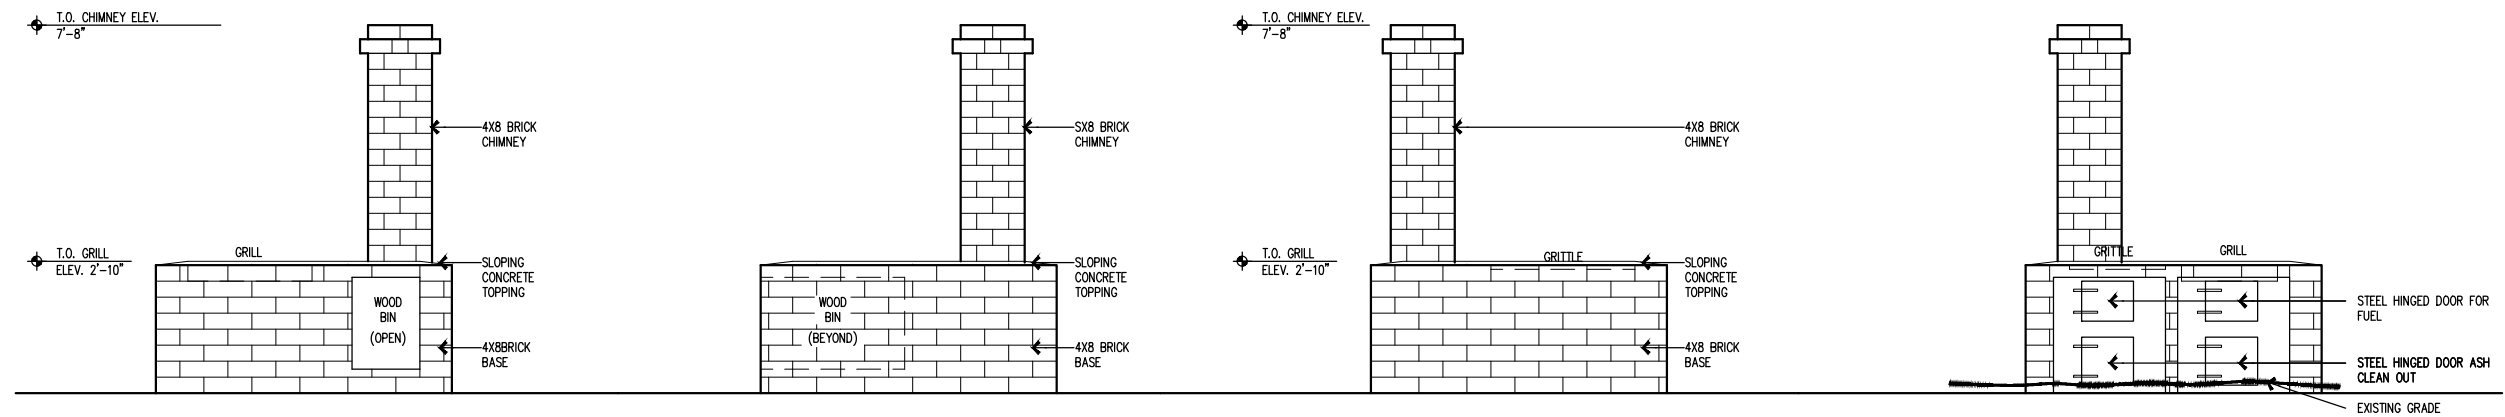 T.O. CHIMNEY ELEV.
7'-8"
4X8 BRICK
CHIMNEY
T.O. GRILL
ELEV. 2'-10"
GRILL
SLOPING
CONCRETE
TOPPING
WOOD
BIN
(OPEN)
4X8BRICK
BASE
SX8 BRICK
CHIMNEY
SLOPING
CONCRETE
TOPPING
WOOD
BIN
(BEYOND)
4X8 BRICK
BASE
T.O. CHIMNEY ELEV.
7'-8"
4X8 BRICK
CHIMNEY
T.O. GRILL
ELEV. 2'-10"
GRITTLE
SLOPING
CONCRETE
TOPPING
4X8 BRICK
BASE
GRITTLE
GRILL
STEEL HINGED DOOR FOR
FUEL
STEEL HINGED DOOR ASH
CLEAN OUT
EXISTING GRADE